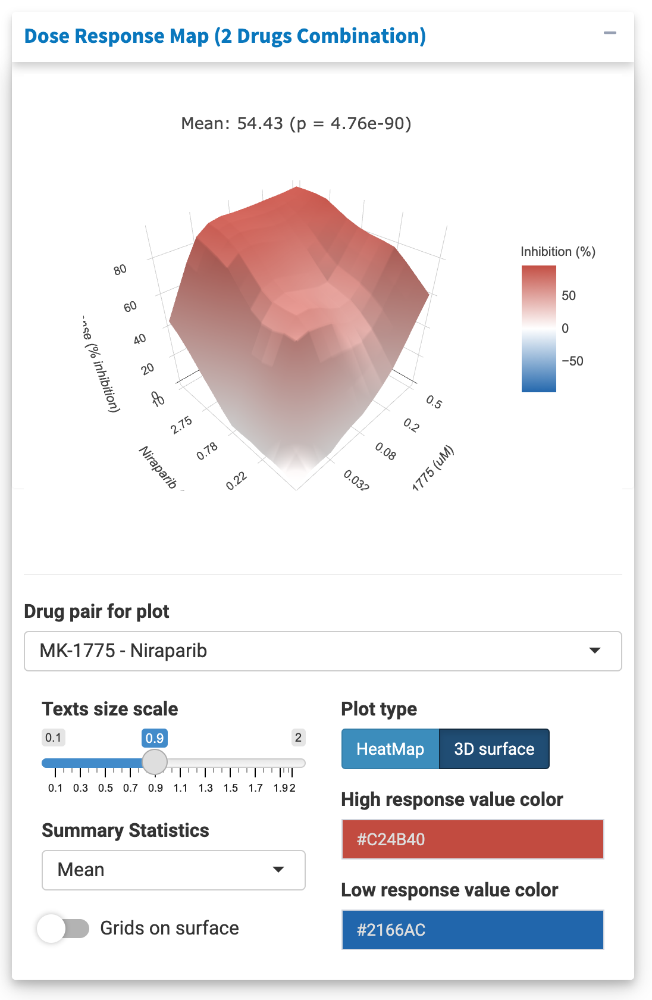 Dose Response Map (2 Drugs Combination)
Mean: 54.43 (p = 4.76e-90)
Inhibition (%)
50
0
−50
80
60
40
20
0
10
2.75
0.78
0.22
(% inhibition)
Niraparib
0.5
0.2
0.08
0.032
1775 (uM)
Drug pair for plot
MK-1775 - Niraparib
Texts size scale
0.1 0.9 2
0.1 0.3 0.5 0.7 0.9 1.1 1.3 1.5 1.7 1.9 2
Summary Statistics
Mean
Grids on surface
Plot type
HeatMap 3D surface
High response value color
#C24B40
Low response value color
#2166AC